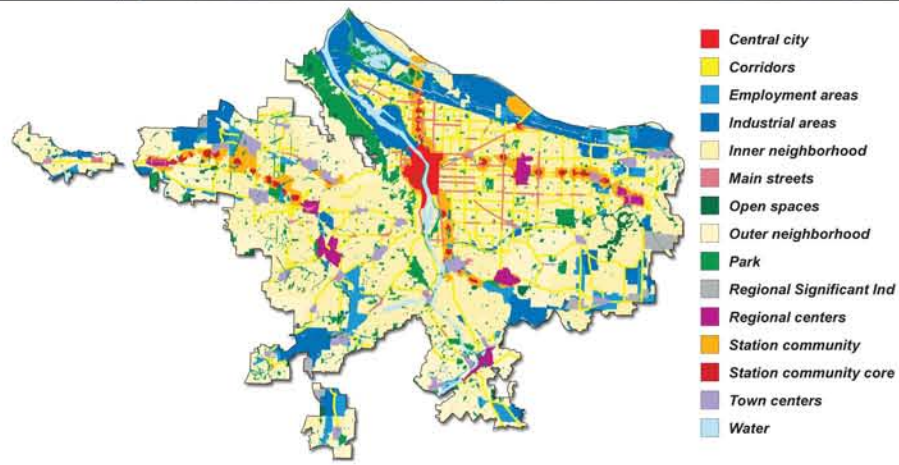 Central city
Corridors
Employment areas
Industrial areas
Inner neighborhood
Main streets
Open spaces
Outer neighborhood
Park
Regional Significant Ind
Regional centers
Station community
Station community core
Town centers
Water